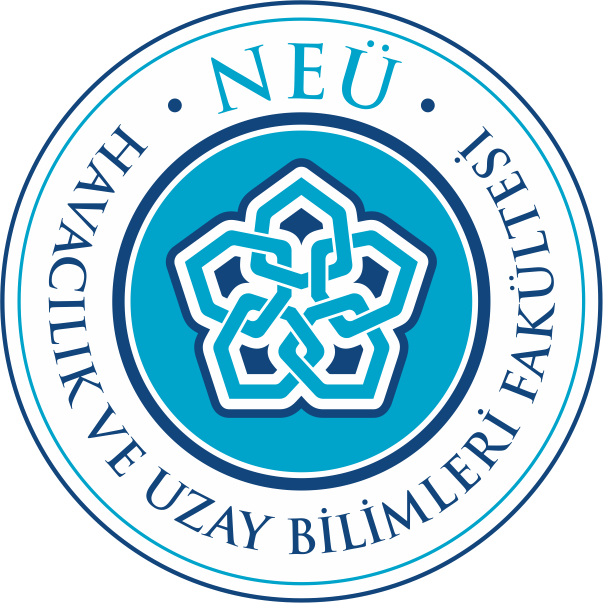 • NEÜ •
HAVACILIK VE UZAY BİLİMLERİ FAKÜLTESİ